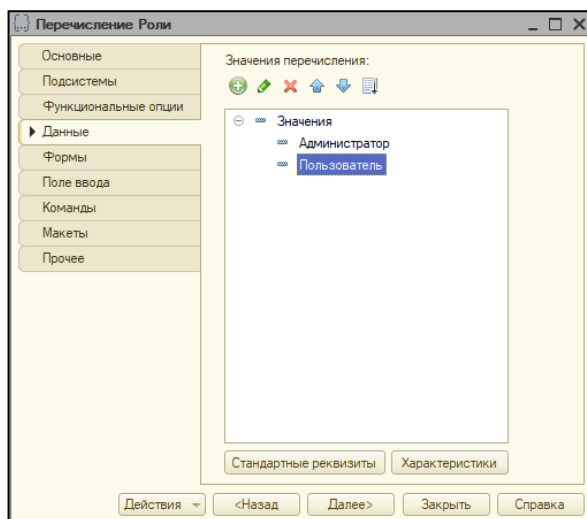 Перечисление Роли
Основные
Подсистемы
Функциональные опции
Данные
Формы
Поле ввода
Команды
Макеты
Прочее
Значения перечисления:
Значения
Администратор
Пользователь
Стандартные реквизиты Характеристики
Действия <Назад Далее> Закрыть Справка